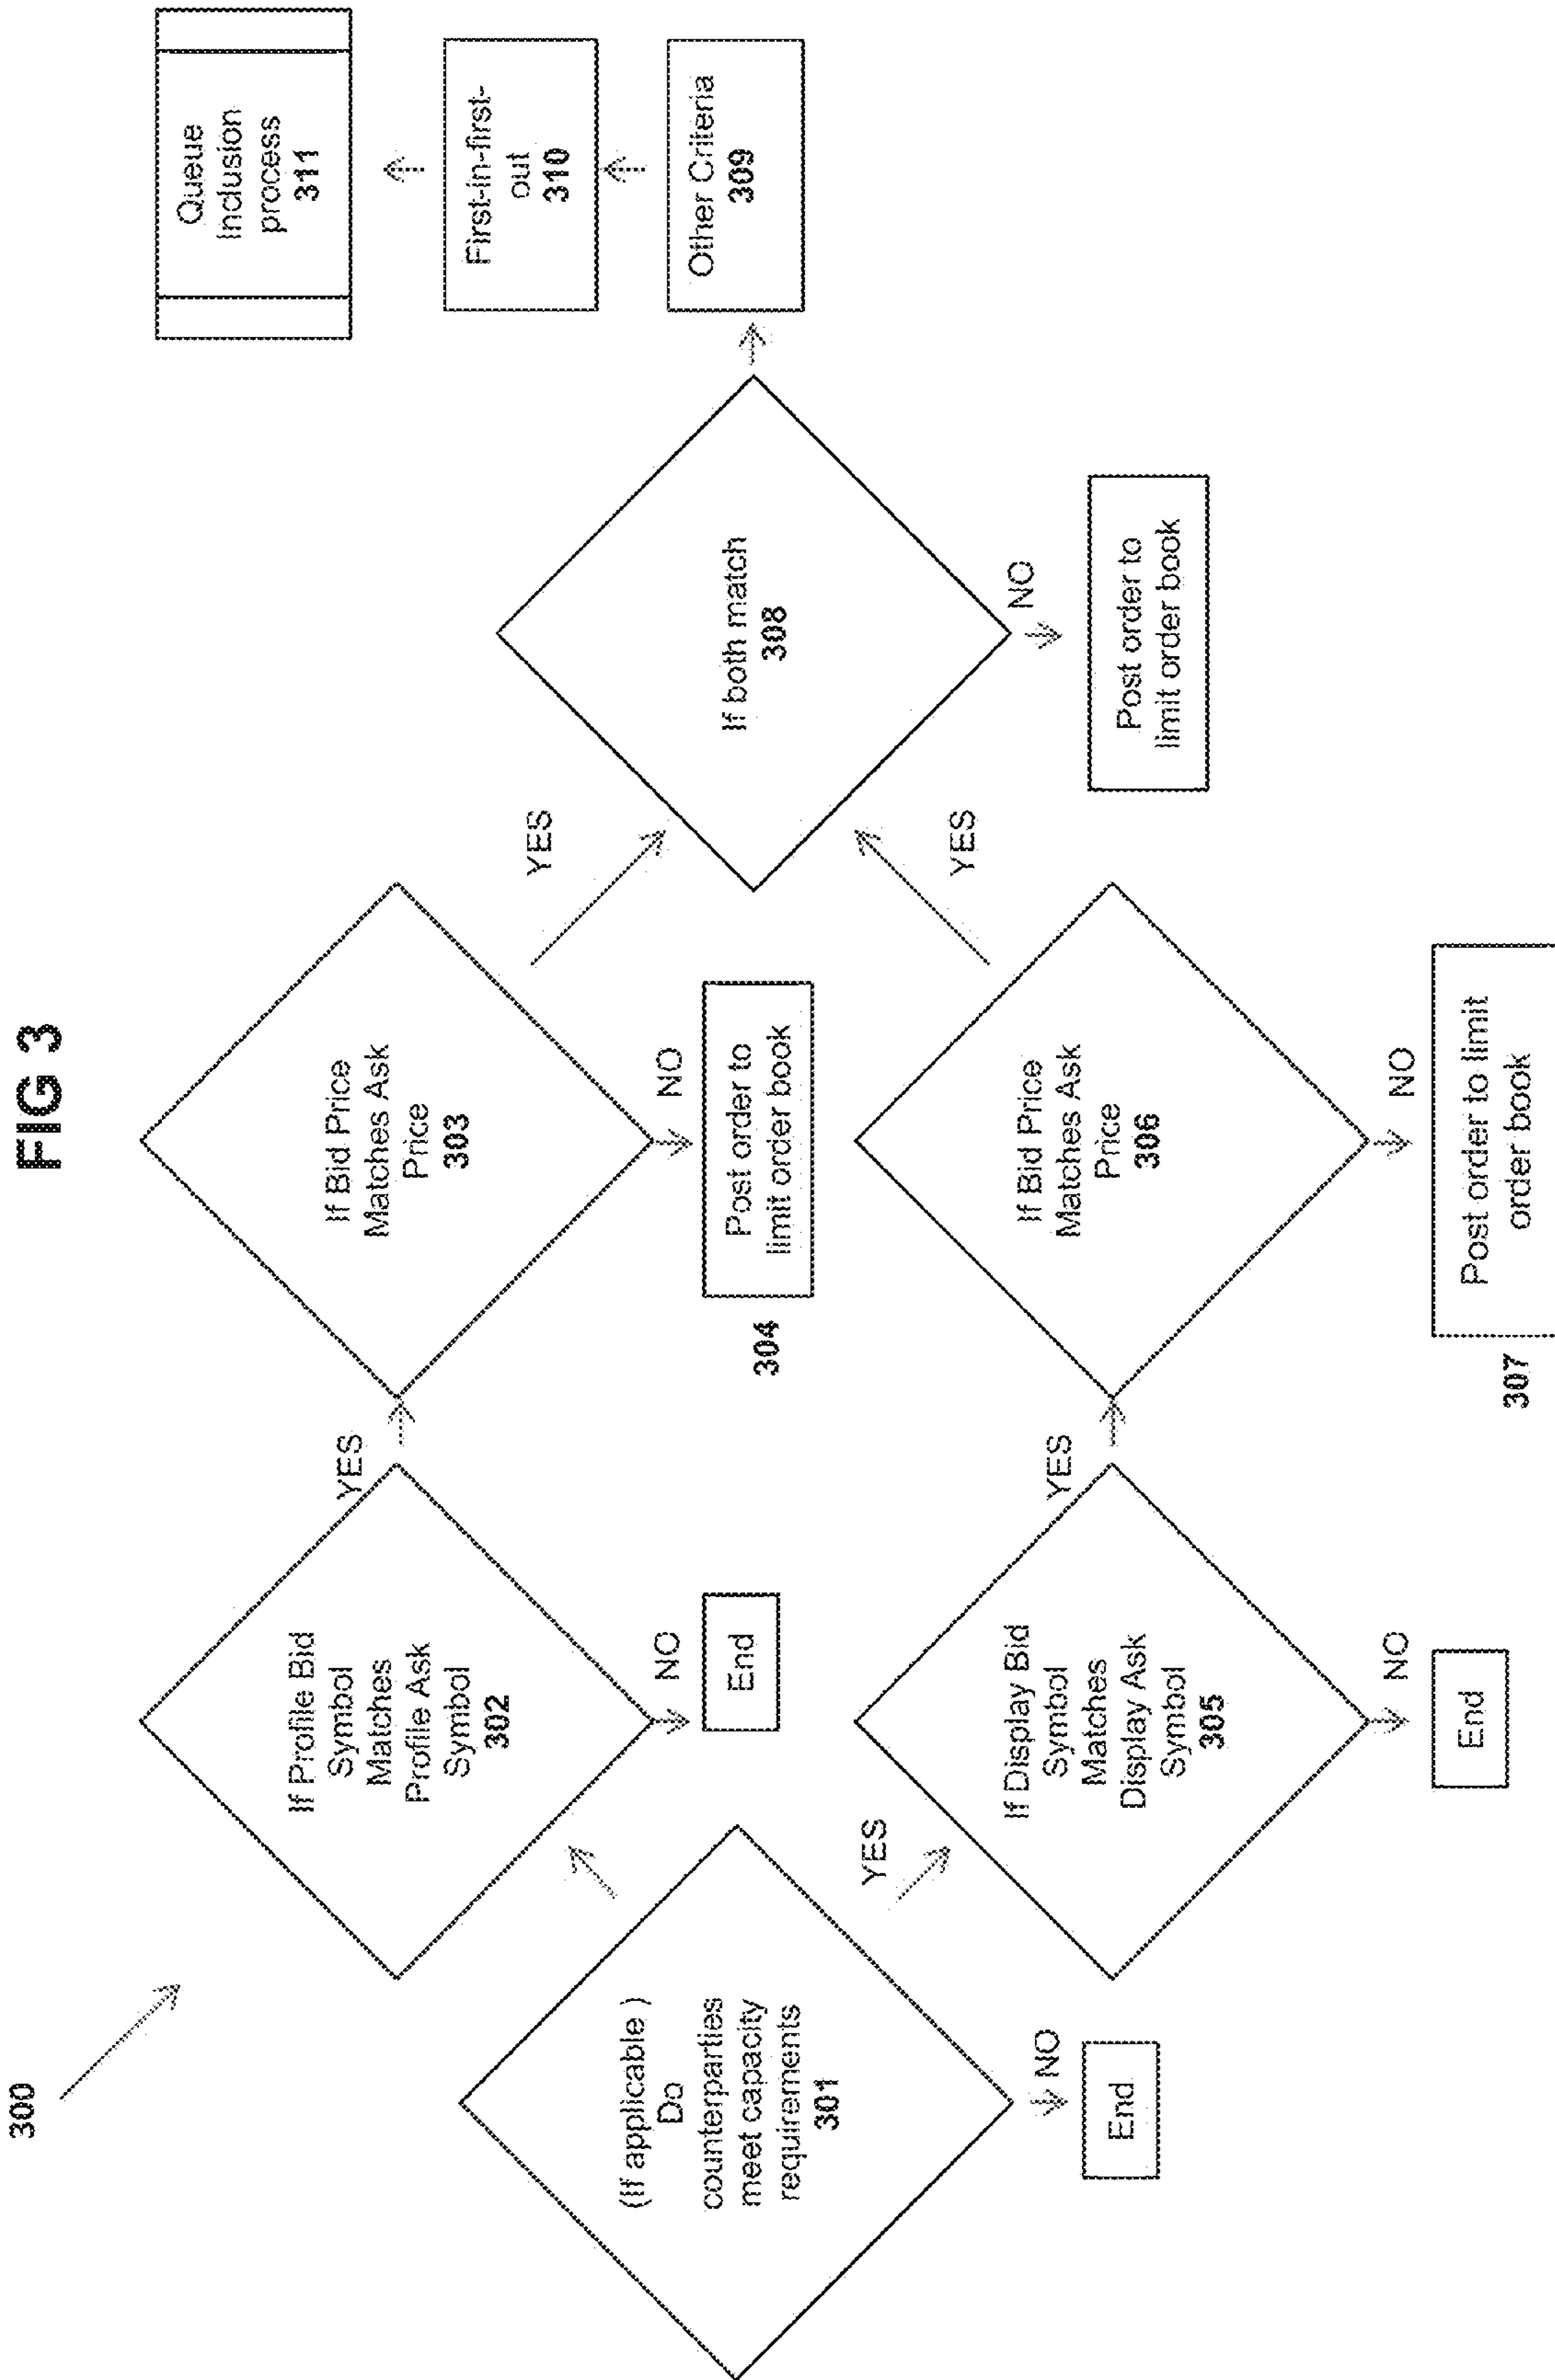 FIG 3
300
(If applicable )
Do
counterparties
meet capacity
requirements
301
NO
End
YES
If Profile Bid
Symbol
Matches
Profile Ask
Symbol
302
NO
End
YES
If Bid Price
Matches Ask
Price
303
NO
Post order to
limit order book
304
YES
If Display Bid
Symbol
Matches
Display Ask
Symbol
305
NO
End
YES
If Bid Price
Matches Ask
Price
306
NO
Post order to limit
order book
307
YES
If both match
308
NO
Post order to
limit order book
Other Criteria
309
First-in-first-
out
310
Queue
Inclusion
process
311